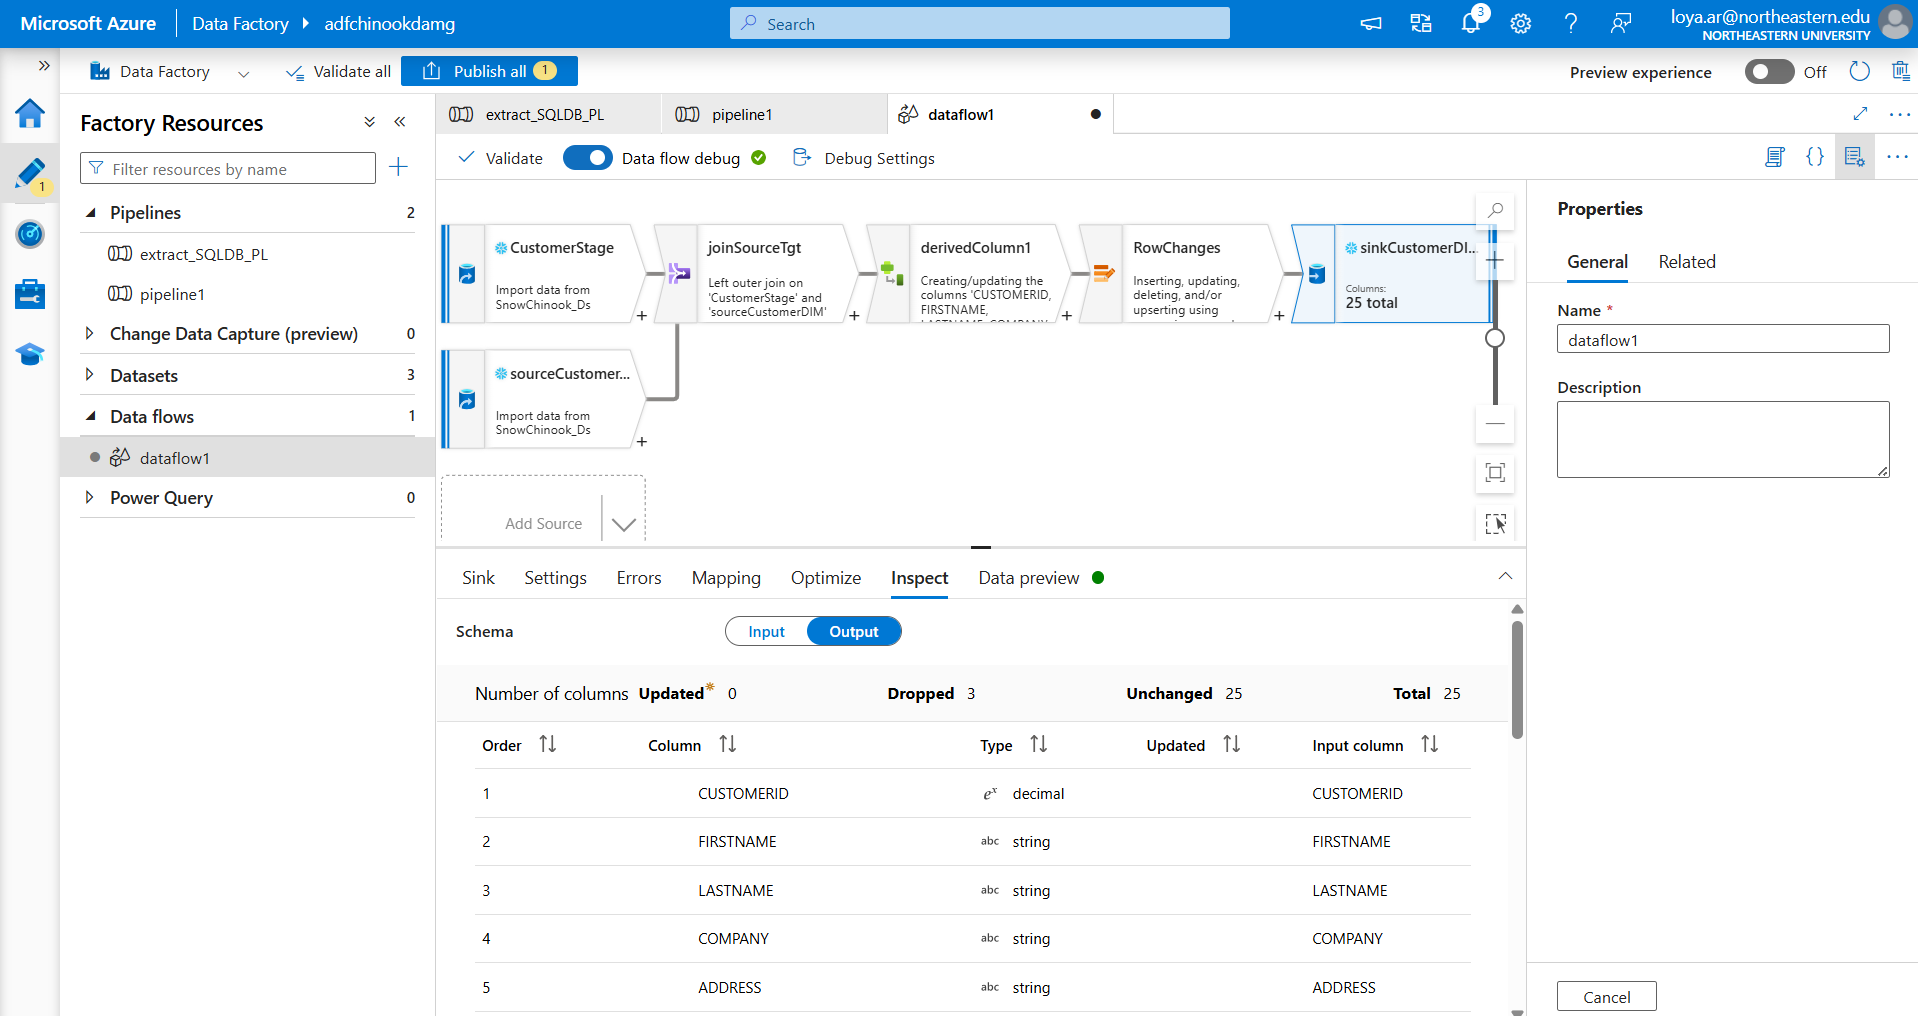 Microsoft Azure
Data Factory
adfchinookdamg
Search
3
loya.ar@northeastern.edu
NORTHEASTERN UNIVERSITY
Data Factory
Validate all
Publish all
1
Preview experience
Off
1
Factory Resources
Filter resources by name
Pipelines
2
extract_SQLDB_PL
pipeline1
Change Data Capture (preview)
0
Datasets
3
Data flows
1
dataflow1
Power Query
0
extract_SQLDB_PL
pipeline1
dataflow1
Validate
Data flow debug
Debug Settings
{}
CustomerStage
Import data from
SnowChinook_Ds
+
joinSourceTgt
Left outer join on
'CustomerStage' and
'sourceCustomerDIM'
+
derivedColumn1
Creating/updating the
columns 'CUSTOMERID,
FIRSTNAME,
LASTNAME, COMPANY,
+
RowChanges
Inserting, updating,
deleting, and/or
upserting using
+
sinkCustomerDI...
Columns:
25 total
sourceCustomer...
Import data from
SnowChinook_Ds
+
Add Source
Sink
Settings
Errors
Mapping
Optimize
Inspect
Data preview
Schema
Input
Output
Number of columns
Updated* 0
Dropped 3
Unchanged 25
Total 25
Order
Column
Type
Updated
Input column
1 CUSTOMERID eˣ decimal CUSTOMERID
2 FIRSTNAME abc string FIRSTNAME
3 LASTNAME abc string LASTNAME
4 COMPANY abc string COMPANY
5 ADDRESS abc string ADDRESS
Properties
General
Related
Name *
dataflow1
Description
Cancel